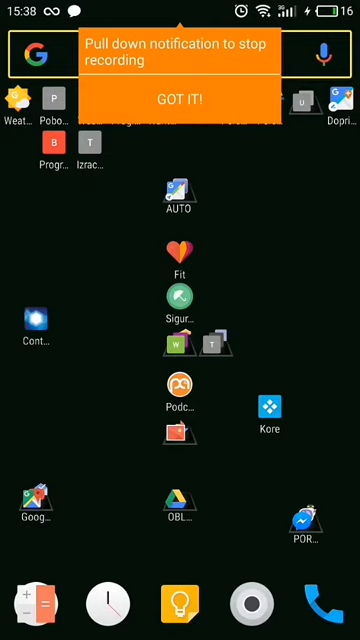 15:38 3G 16
Pull down notification to stop
recording
GOT IT!
Weat... P Pobo... U Dopri...
B Progr... T Izrac...
AUTO
Fit
Sigur...
Cont...
W T
Podc...
Kore
Goog... OBL... POR...